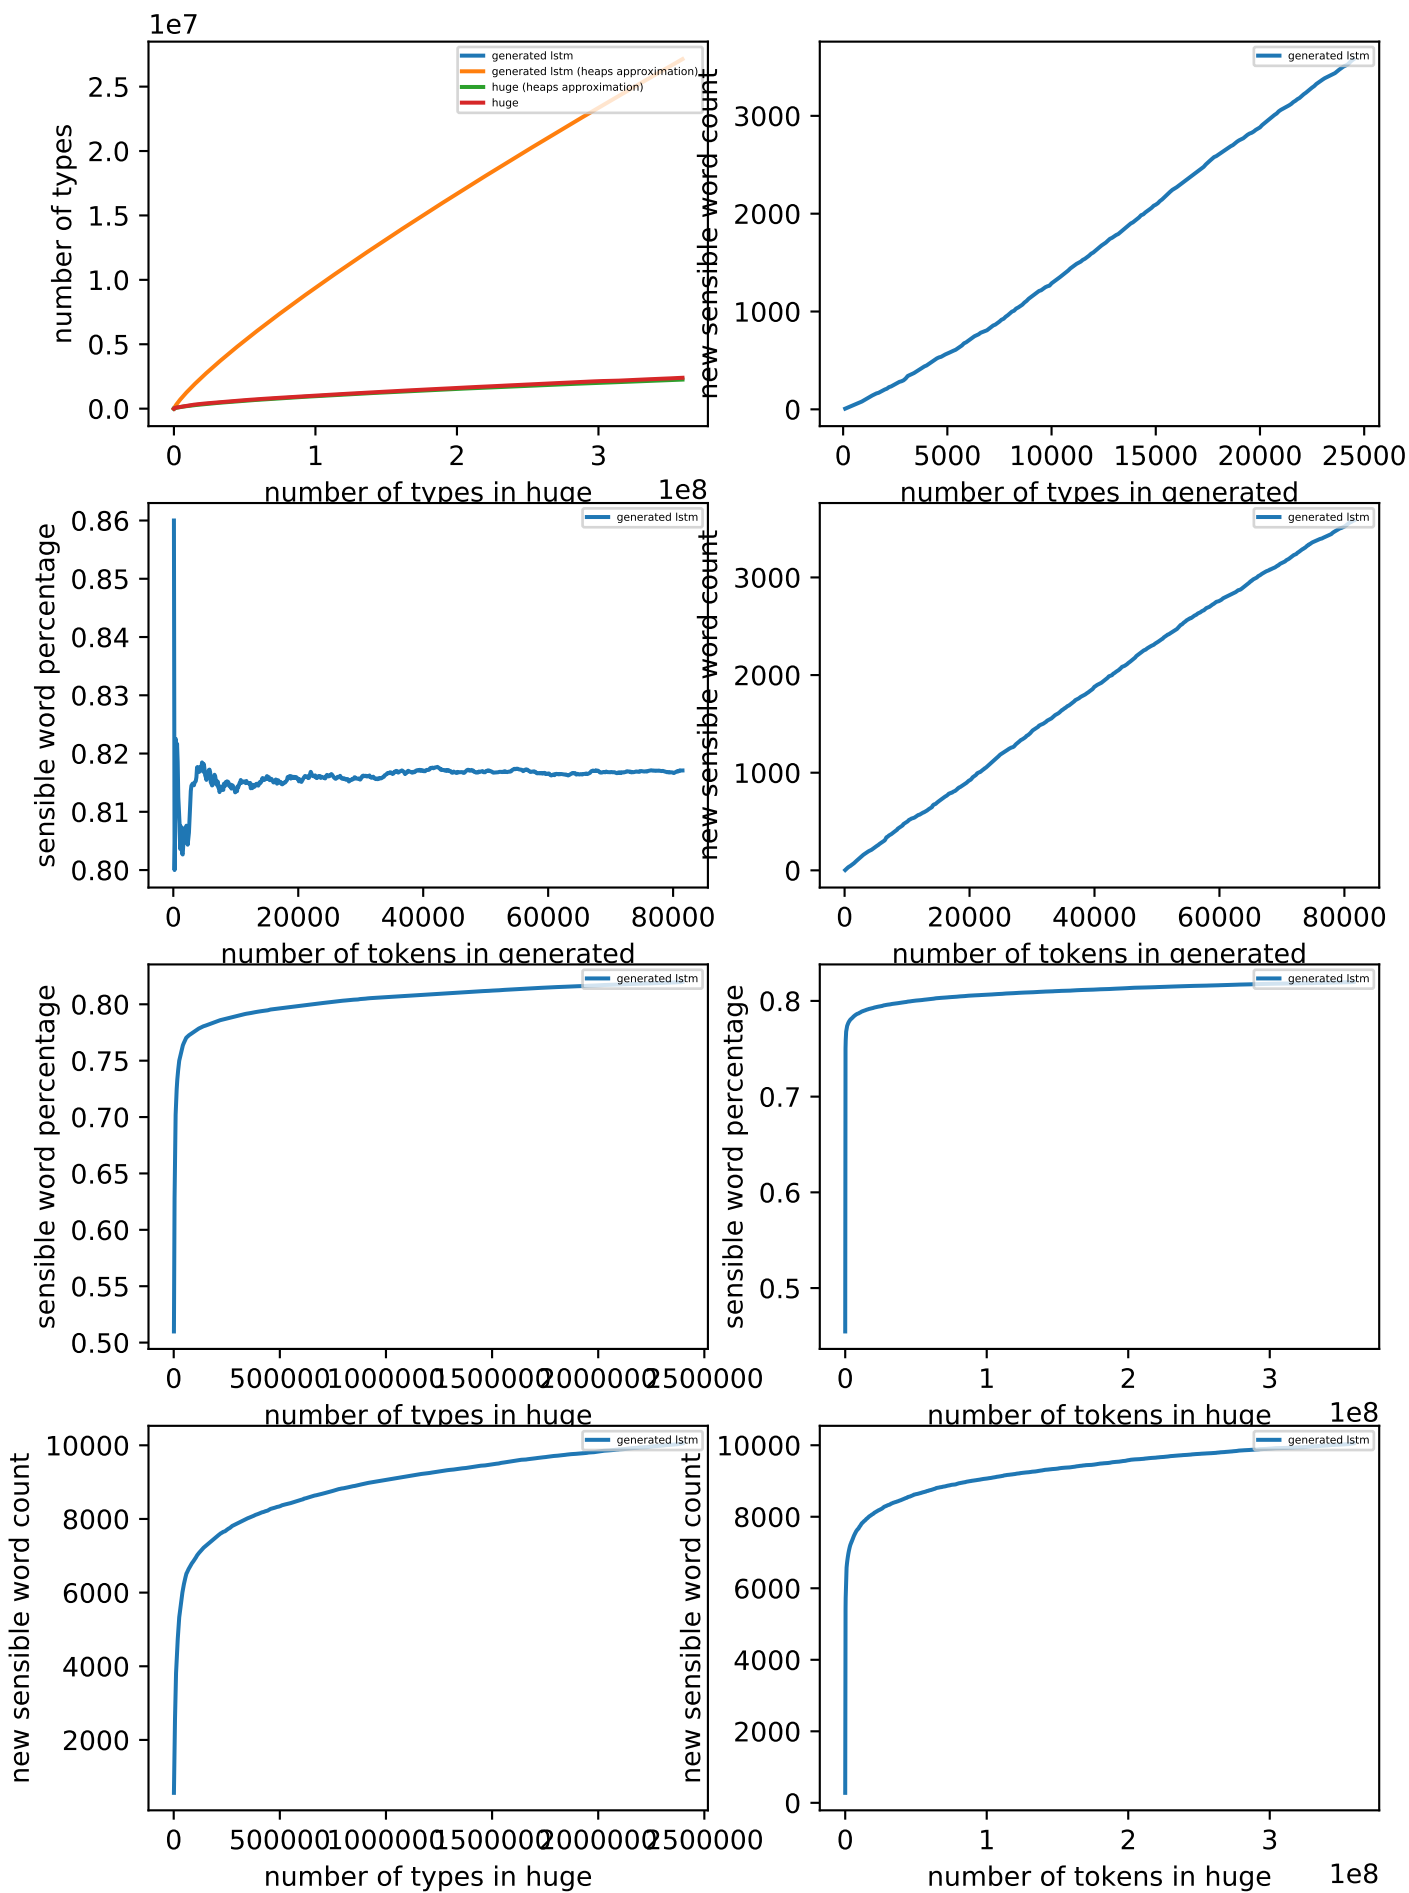 1e7
number of types
2.5
2.0
1.5
1.0
0.5
0.0
generated lstm
generated lstm (heaps approximation)
huge (heaps approximation)
huge
0 1 2 3
number of types in huge 1e8
new sensible word count
3000
2000
1000
0
generated lstm
0 5000 10000 15000 20000 25000
number of types in generated
sensible word percentage
0.86
0.85
0.84
0.83
0.82
0.81
0.80
generated lstm
0 20000 40000 60000 80000
number of tokens in generated
new sensible word count
3000
2000
1000
0
generated lstm
0 20000 40000 60000 80000
number of tokens in generated
sensible word percentage
0.80
0.75
0.70
0.65
0.60
0.55
0.50
generated lstm
0 500000 1000000 1500000 2000000 2500000
number of types in huge
sensible word percentage
0.8
0.7
0.6
0.5
generated lstm
0 1 2 3
number of tokens in huge 1e8
new sensible word count
10000
8000
6000
4000
2000
generated lstm
0 500000 1000000 1500000 2000000 2500000
number of types in huge
new sensible word count
10000
8000
6000
4000
2000
0
generated lstm
0 1 2 3
number of tokens in huge 1e8